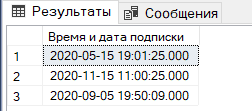 Результаты Сообщения
Время и дата подписки
1 2020-05-15 19:01:25.000
2 2020-11-15 11:00:25.000
3 2020-09-05 19:50:09.000